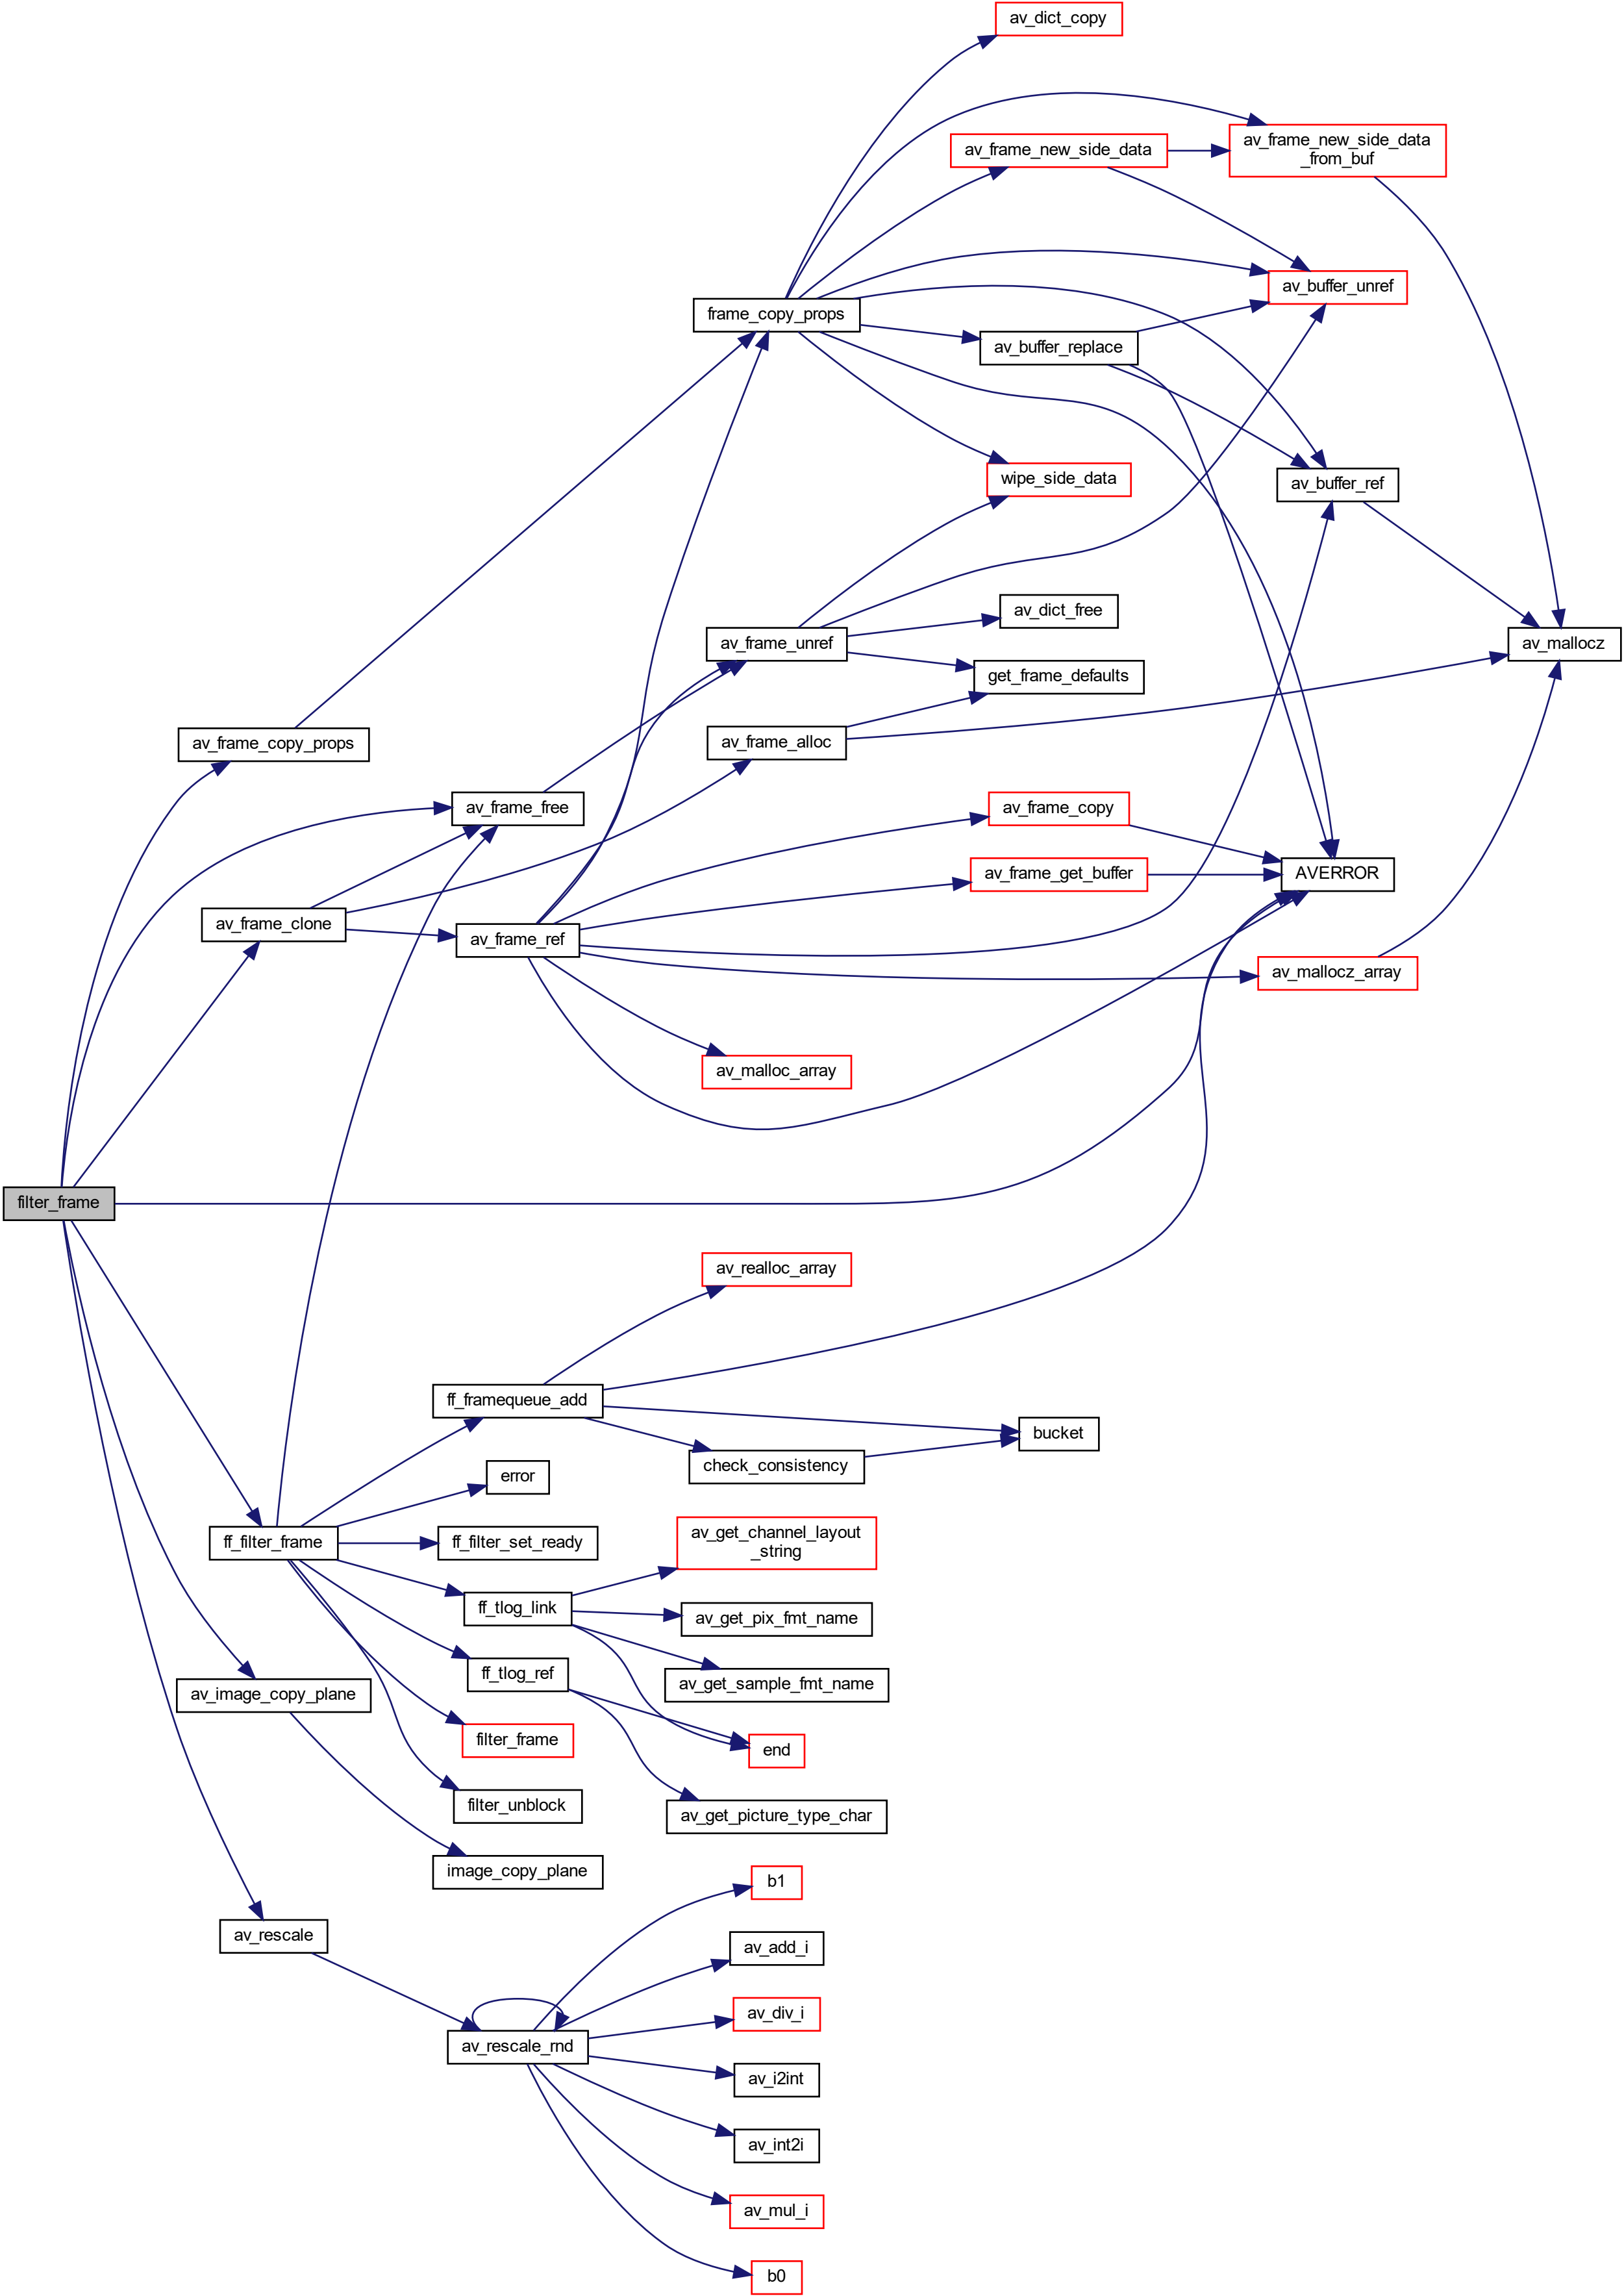 av_dict_copy
av_frame_new_side_data
_from_buf
av_frame_new_side_data
av_buffer_unref
frame_copy_props
av_buffer_replace
wipe_side_data
av_buffer_ref
av_dict_free
av_frame_unref
av_mallocz
get_frame_defaults
av_frame_copy_props
av_frame_alloc
av_frame_free
av_frame_copy
av_frame_get_buffer
AVERROR
av_frame_clone
av_frame_ref
av_mallocz_array
av_malloc_array
filter_frame
av_realloc_array
ff_framequeue_add
bucket
check_consistency
error
ff_filter_frame
ff_filter_set_ready
av_get_channel_layout
_string
ff_tlog_link
av_get_pix_fmt_name
ff_tlog_ref
av_get_sample_fmt_name
av_image_copy_plane
filter_frame
end
filter_unblock
av_get_picture_type_char
image_copy_plane
b1
av_rescale
av_add_i
av_div_i
av_rescale_rnd
av_i2int
av_int2i
av_mul_i
b0